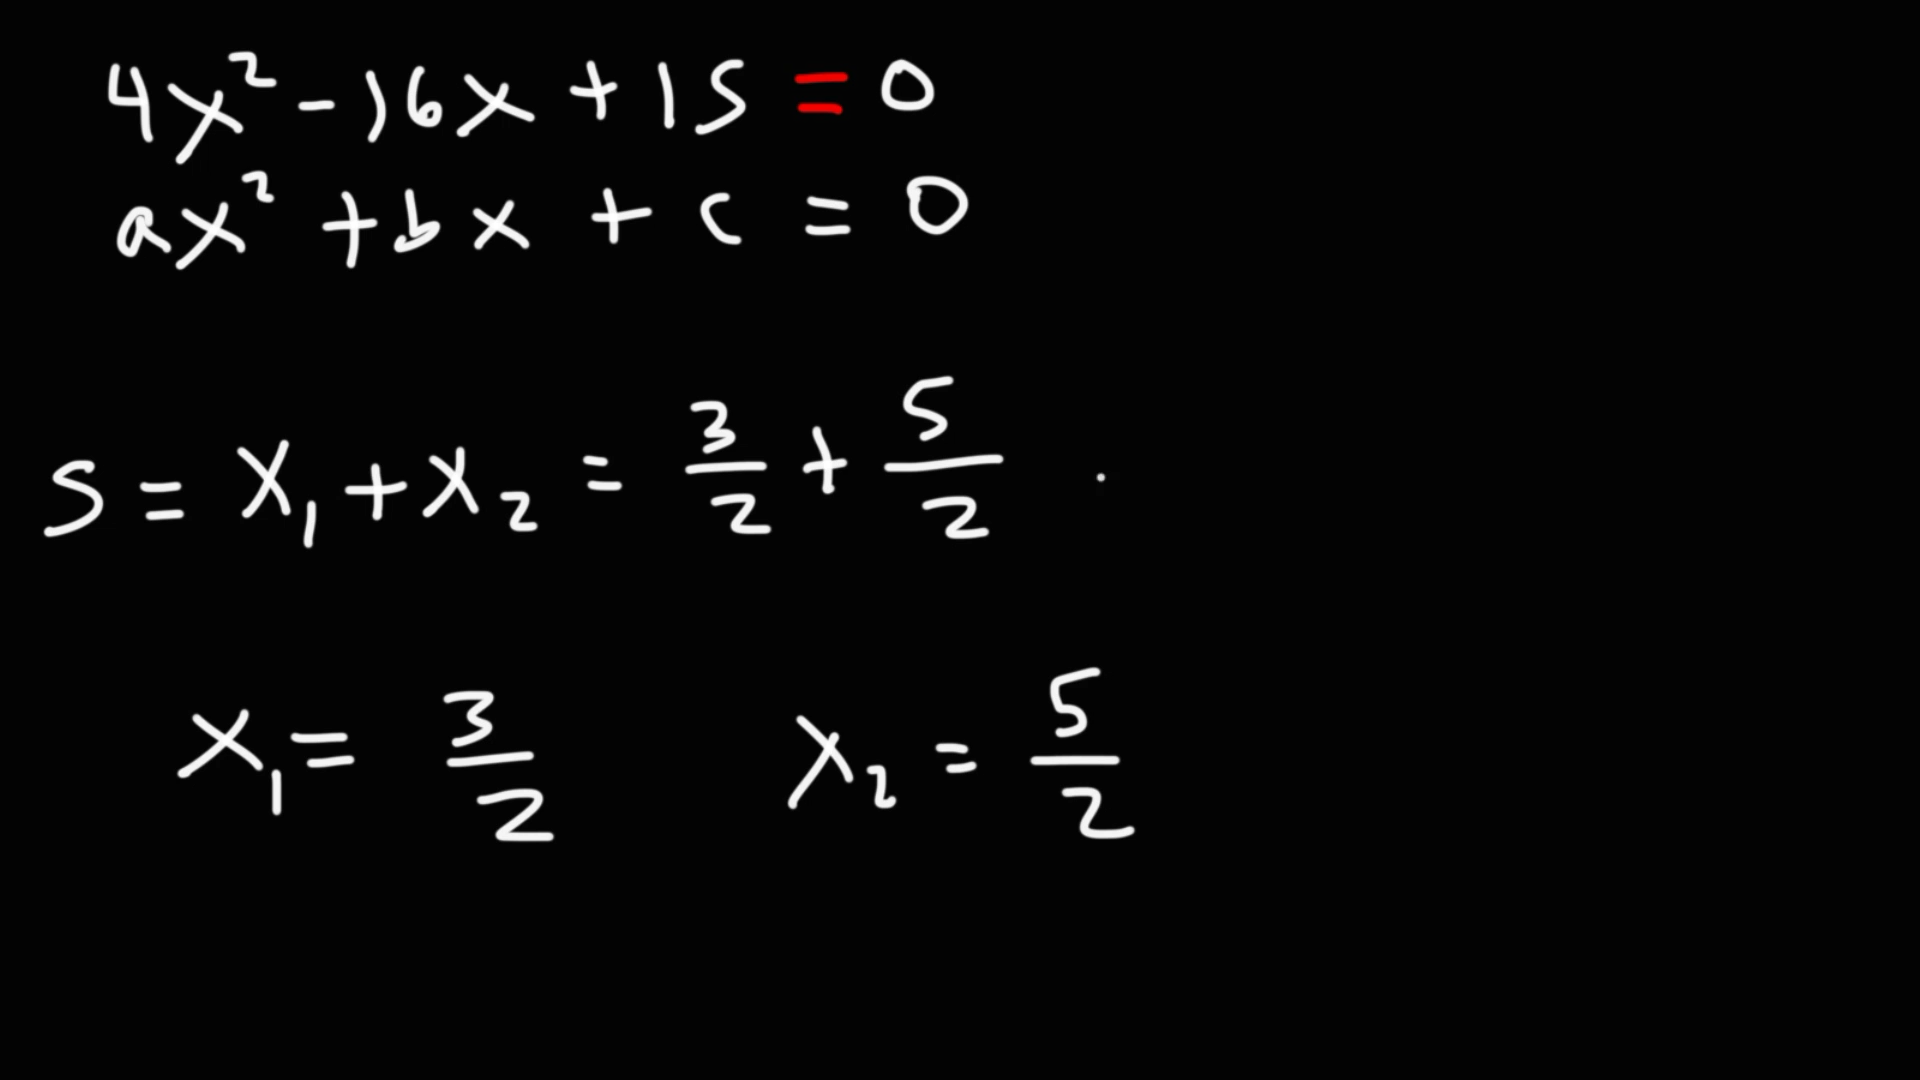 4x² - 16x + 15 = 0
ax² + bx + c = 0
S = x₁ + x₂ = 3/2 + 5/2
x₁ = 3/2 x₂ = 5/2